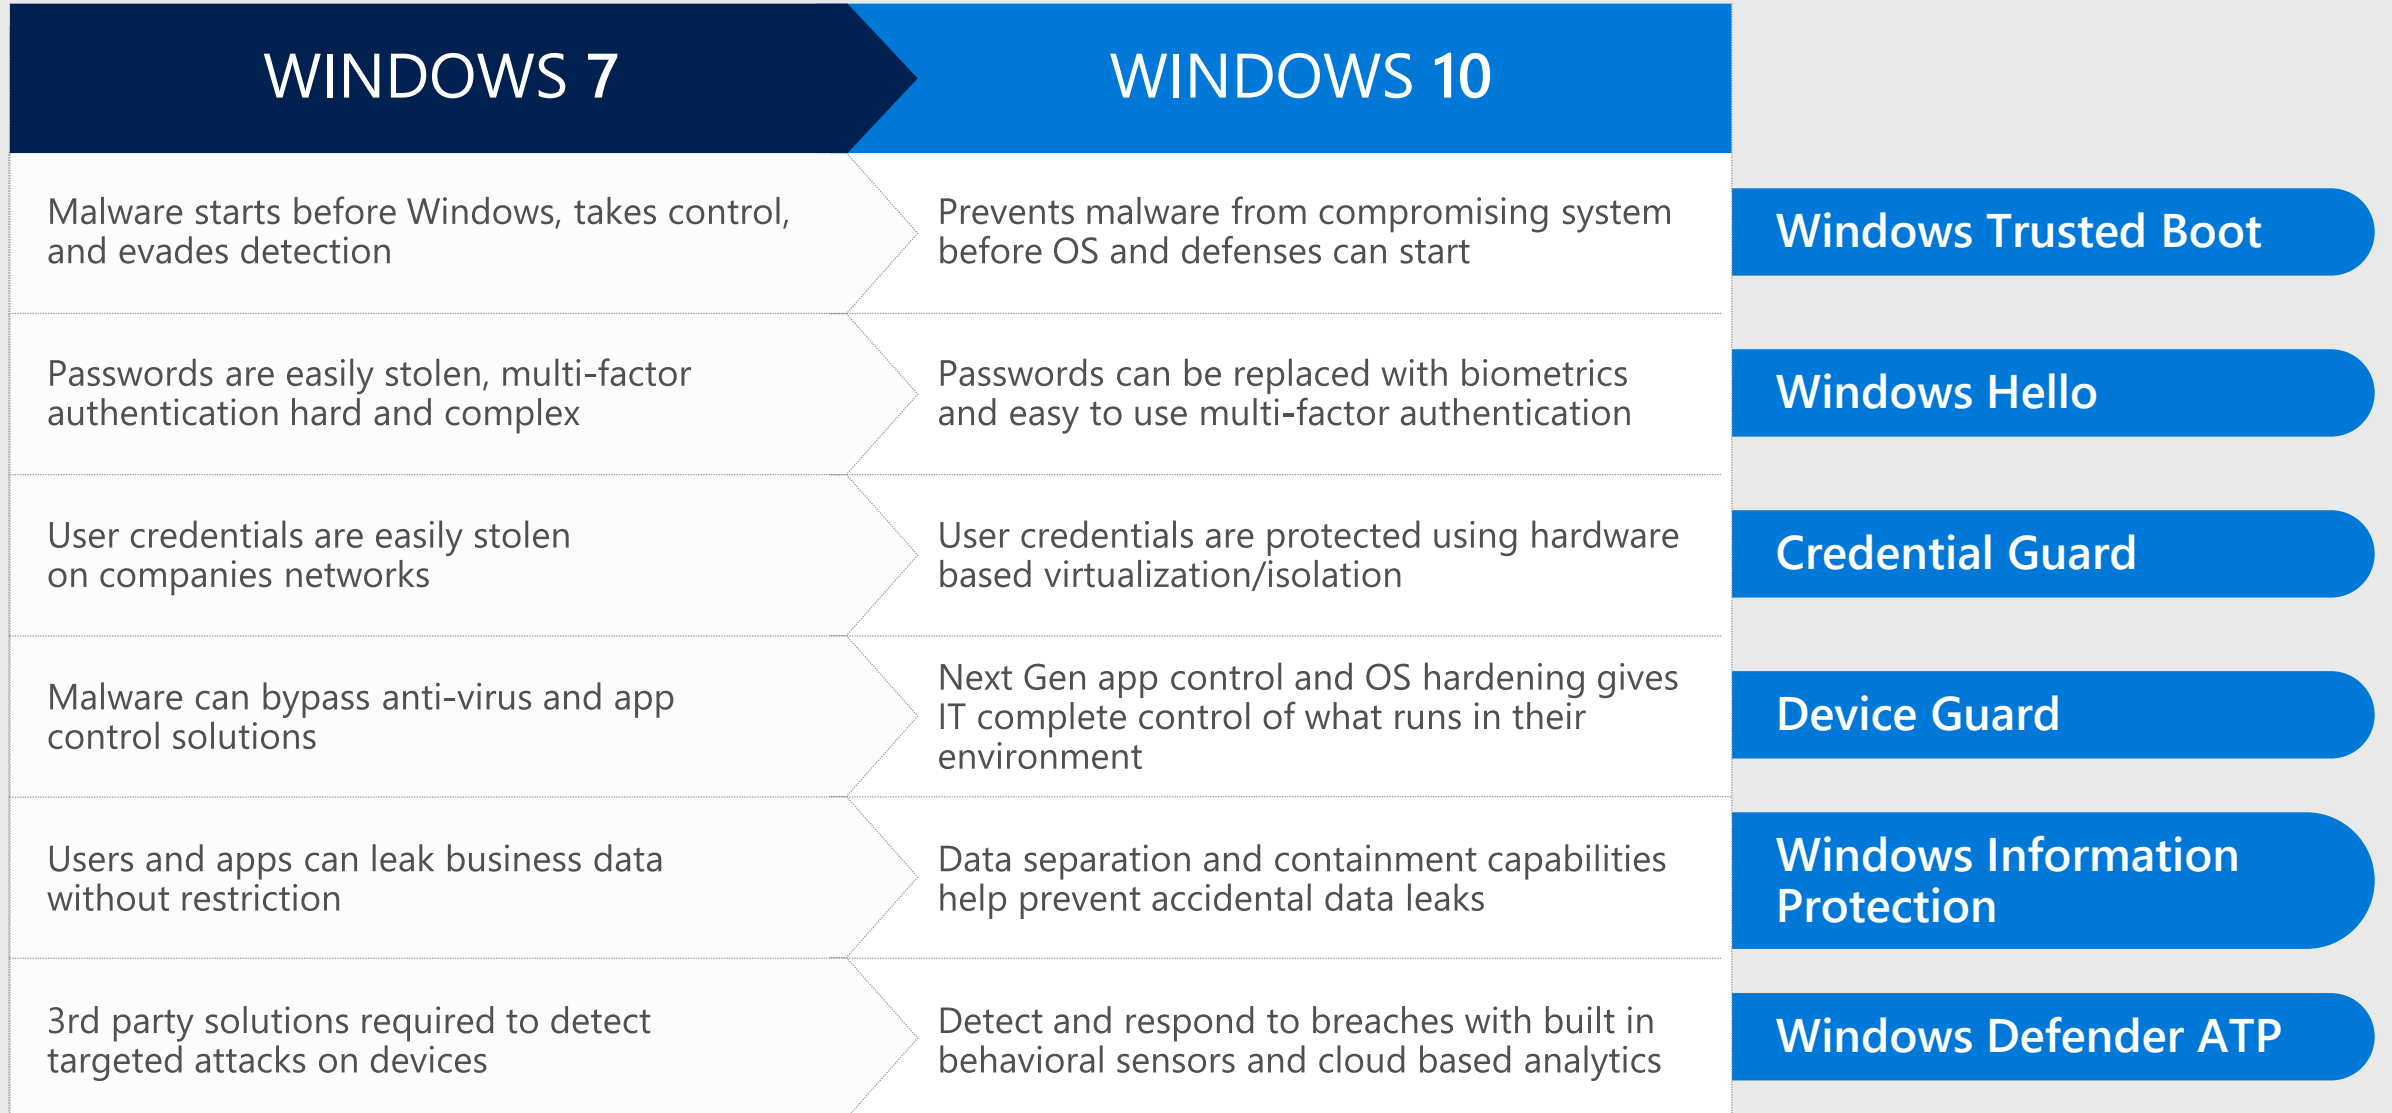 WINDOWS 7
WINDOWS 10
Malware starts before Windows, takes control,
and evades detection
Prevents malware from compromising system
before OS and defenses can start
Windows Trusted Boot
Passwords are easily stolen, multi-factor
authentication hard and complex
Passwords can be replaced with biometrics
and easy to use multi-factor authentication
Windows Hello
User credentials are easily stolen
on companies networks
User credentials are protected using hardware
based virtualization/isolation
Credential Guard
Malware can bypass anti-virus and app
control solutions
Next Gen app control and OS hardening gives
IT complete control of what runs in their
environment
Device Guard
Users and apps can leak business data
without restriction
Data separation and containment capabilities
help prevent accidental data leaks
Windows Information
Protection
3rd party solutions required to detect
targeted attacks on devices
Detect and respond to breaches with built in
behavioral sensors and cloud based analytics
Windows Defender ATP